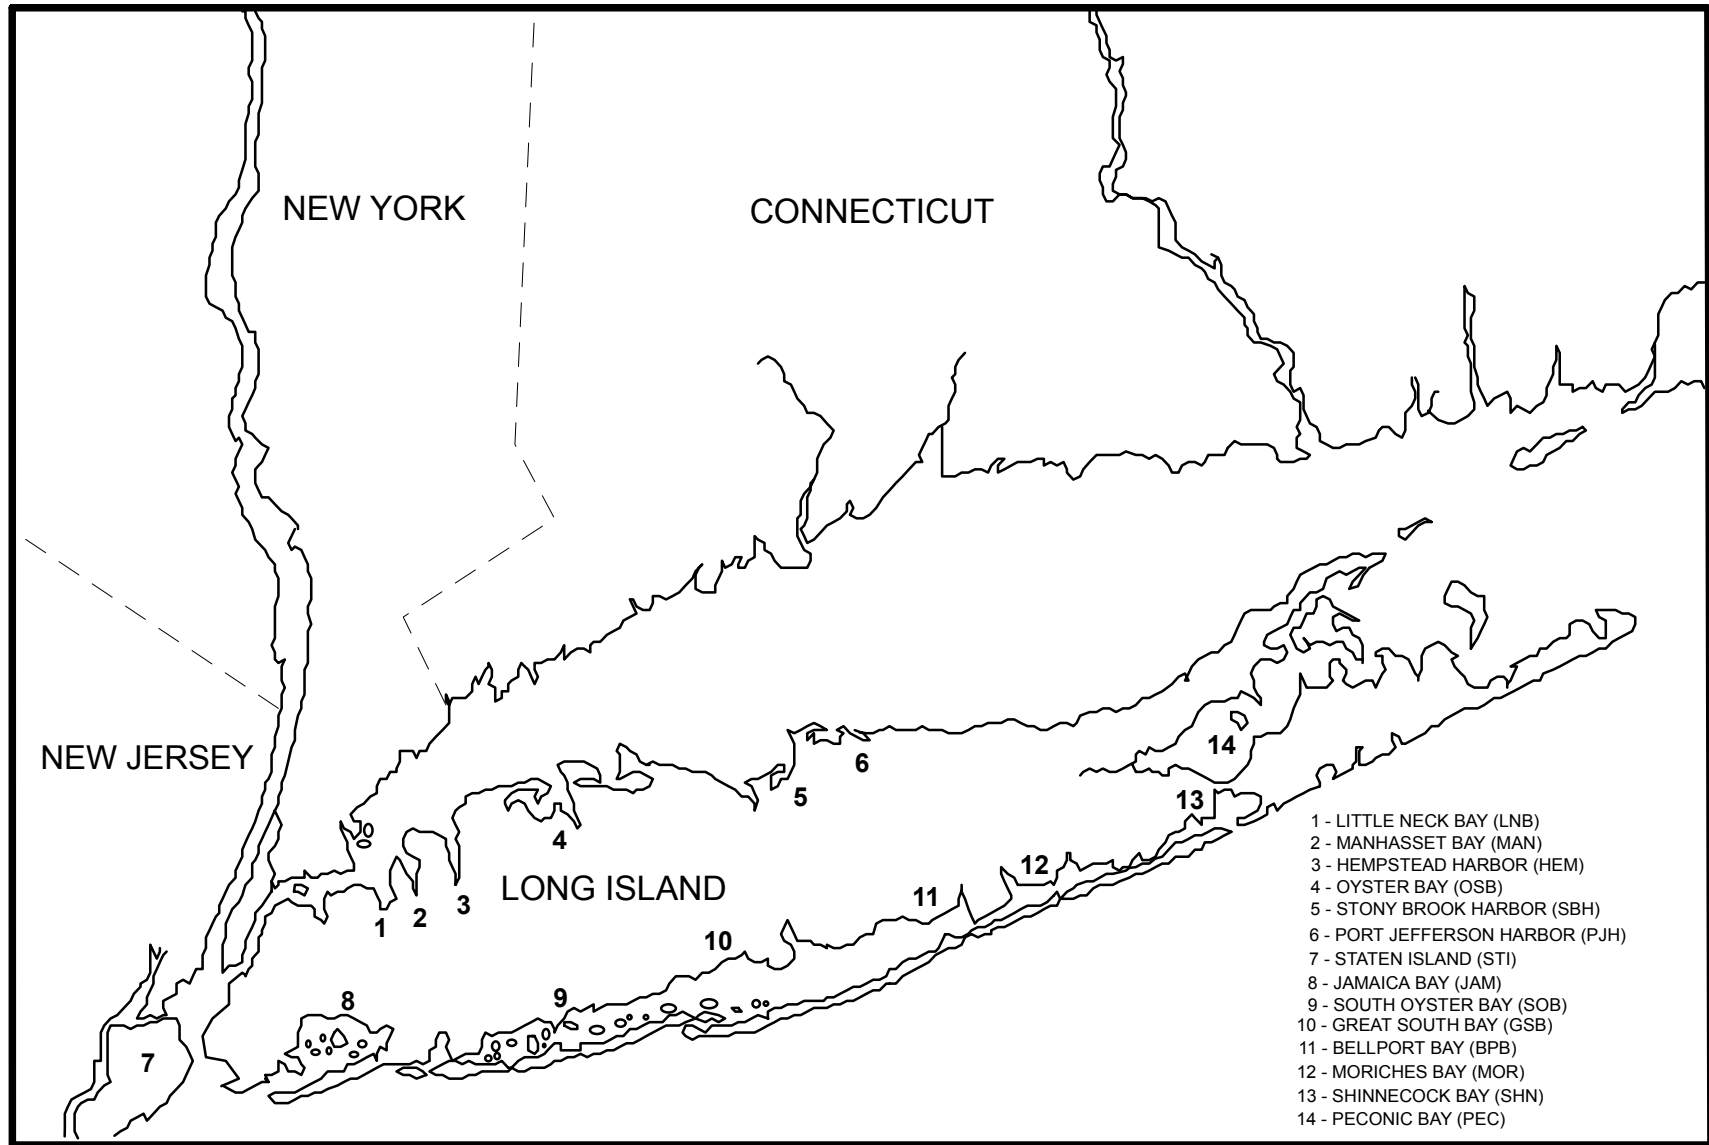 NEW YORK
CONNECTICUT
NEW JERSEY
LONG ISLAND
1
2
3
4
5
6
7
8
9
10
11
12
13
14
1 - LITTLE NECK BAY (LNB)
2 - MANHASSET BAY (MAN)
3 - HEMPSTEAD HARBOR (HEM)
4 - OYSTER BAY (OSB)
5 - STONY BROOK HARBOR (SBH)
6 - PORT JEFFERSON HARBOR (PJH)
7 - STATEN ISLAND (STI)
8 - JAMAICA BAY (JAM)
9 - SOUTH OYSTER BAY (SOB)
10 - GREAT SOUTH BAY (GSB)
11 - BELLPORT BAY (BPB)
12 - MORICHES BAY (MOR)
13 - SHINNECOCK BAY (SHN)
14 - PECONIC BAY (PEC)